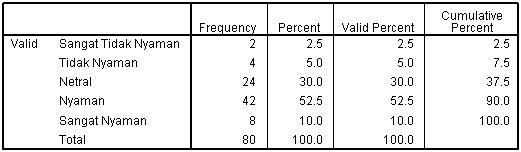 Frequency Percent Valid Percent Cumulative Percent
Valid Sangat Tidak Nyaman 2 2.5 2.5 2.5
Tidak Nyaman 4 5.0 5.0 7.5
Netral 24 30.0 30.0 37.5
Nyaman 42 52.5 52.5 90.0
Sangat Nyaman 8 10.0 10.0 100.0
Total 80 100.0 100.0